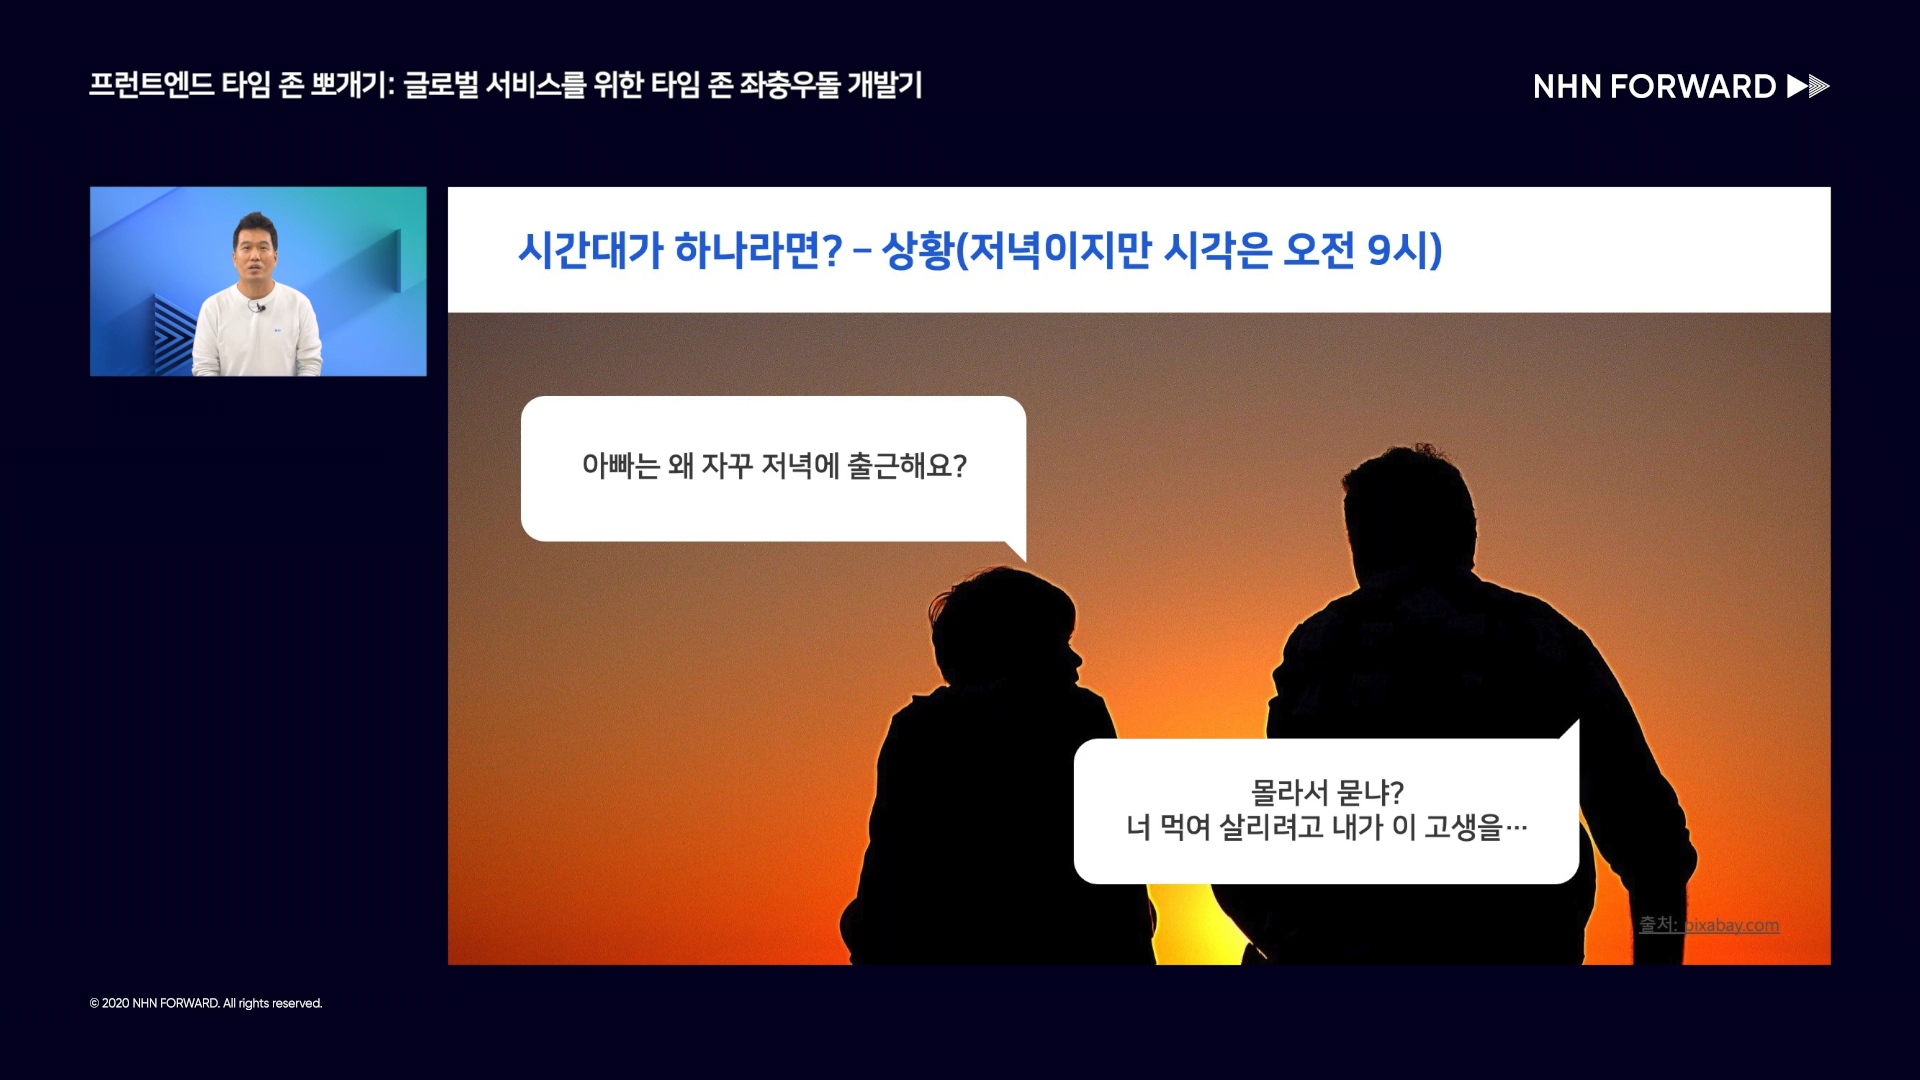 프런트엔드 타임 존 뽀개기: 글로벌 서비스를 위한 타임 존 좌충우돌 개발기
NHN FORWARD
시간대가 하나라면? – 상황(저녁이지만 시각은 오전 9시)
아빠는 왜 자꾸 저녁에 출근해요?
몰라서 묻냐?
너 먹여 살리려고 내가 이 고생을…
출처: pixabay.com
© 2020 NHN FORWARD. All rights reserved.